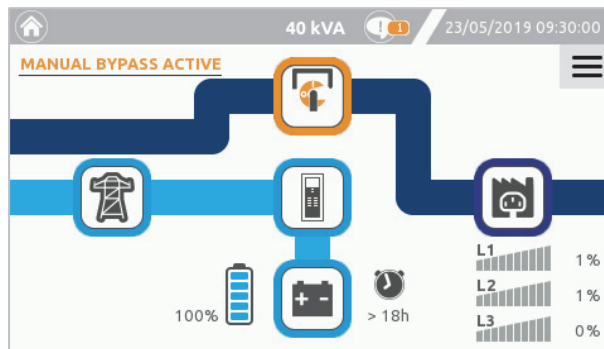 40 kVA
! 1
23/05/2019 09:30:00
MANUAL BYPASS ACTIVE
L1
1%
L2
1%
L3
0%
100%
+ -
> 18h